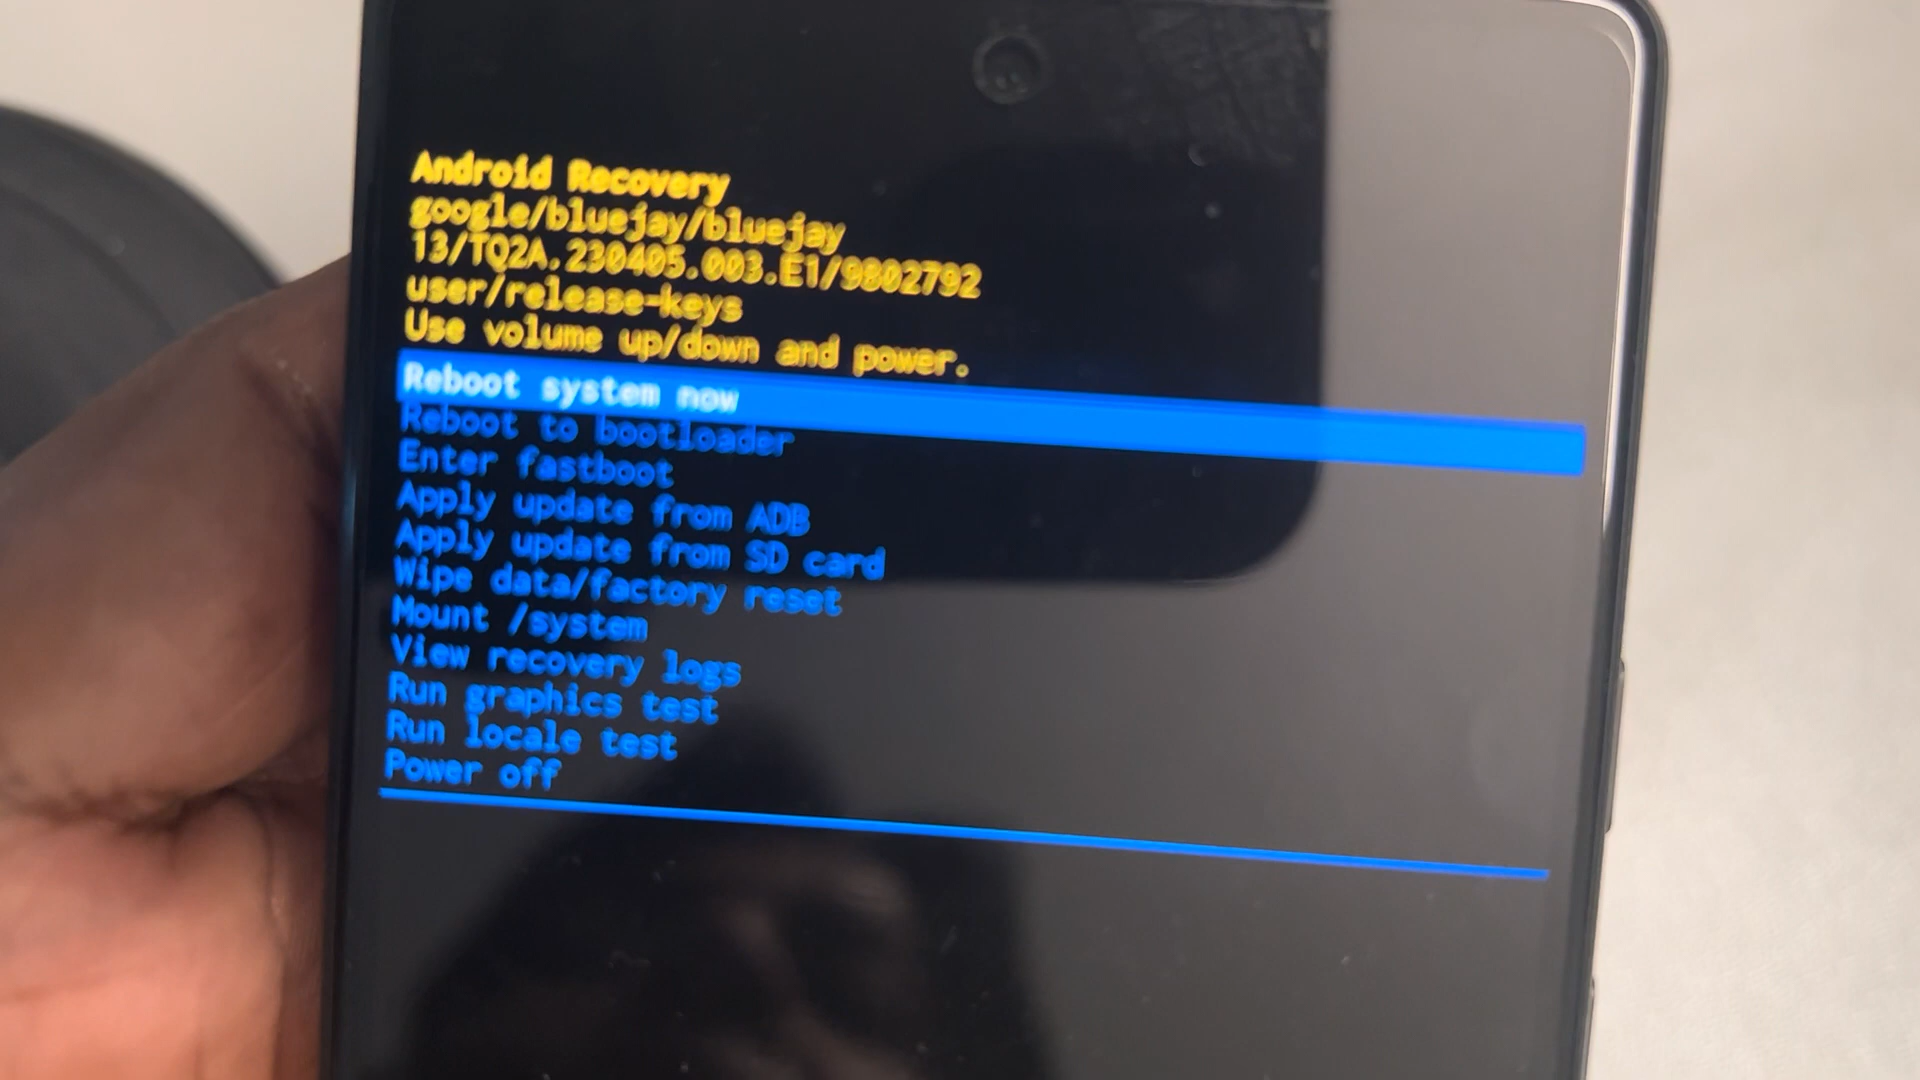 Android Recovery
google/bluejay/bluejay
13/TQ2A.230405.003.E1/9802792
user/release-keys
Use volume up/down and power.
Reboot system now
Reboot to bootloader
Enter fastboot
Apply update from ADB
Apply update from SD card
Wipe data/factory reset
Mount /system
View recovery logs
Run graphics test
Run locale test
Power off